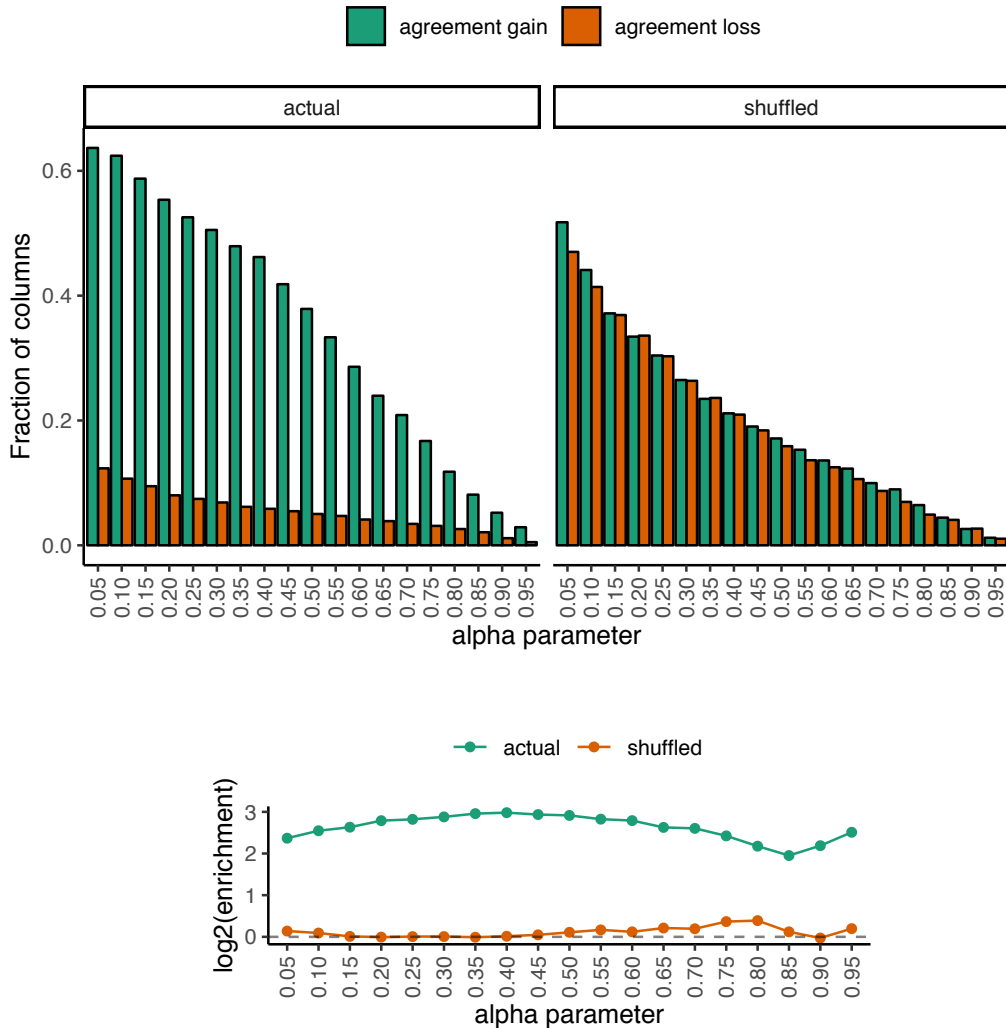 agreement gain agreement loss
actual shuffled
Fraction of columns
0.6
0.4
0.2
0.0
0.05 0.10 0.15 0.20 0.25 0.30 0.35 0.40 0.45 0.50 0.55 0.60 0.65 0.70 0.75 0.80 0.85 0.90 0.95 0.05 0.10 0.15 0.20 0.25 0.30 0.35 0.40 0.45 0.50 0.55 0.60 0.65 0.70 0.75 0.80 0.85 0.90 0.95
alpha parameter alpha parameter
actual shuffled
log2(enrichment)
3
2
1
0
0.05 0.10 0.15 0.20 0.25 0.30 0.35 0.40 0.45 0.50 0.55 0.60 0.65 0.70 0.75 0.80 0.85 0.90 0.95
alpha parameter